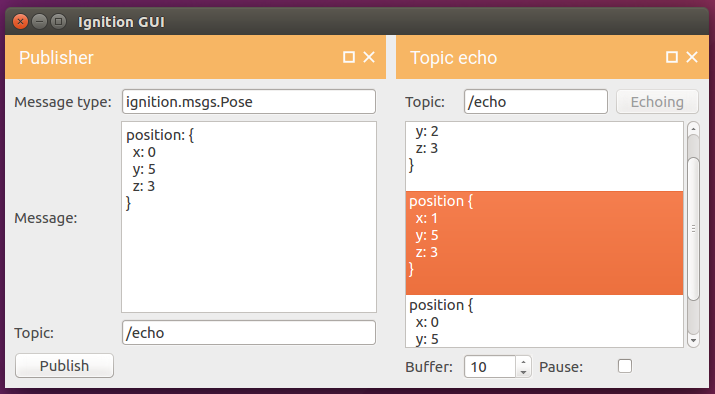 Ignition GUI
Publisher
Message type: ignition.msgs.Pose
Message:
position: {
x: 0
y: 5
z: 3
}
Topic: /echo
Publish
Topic echo
Topic: /echo Echoing
y: 2
z: 3
}
position {
x: 1
y: 5
z: 3
}
position {
x: 0
y: 5
Buffer: 10 Pause: